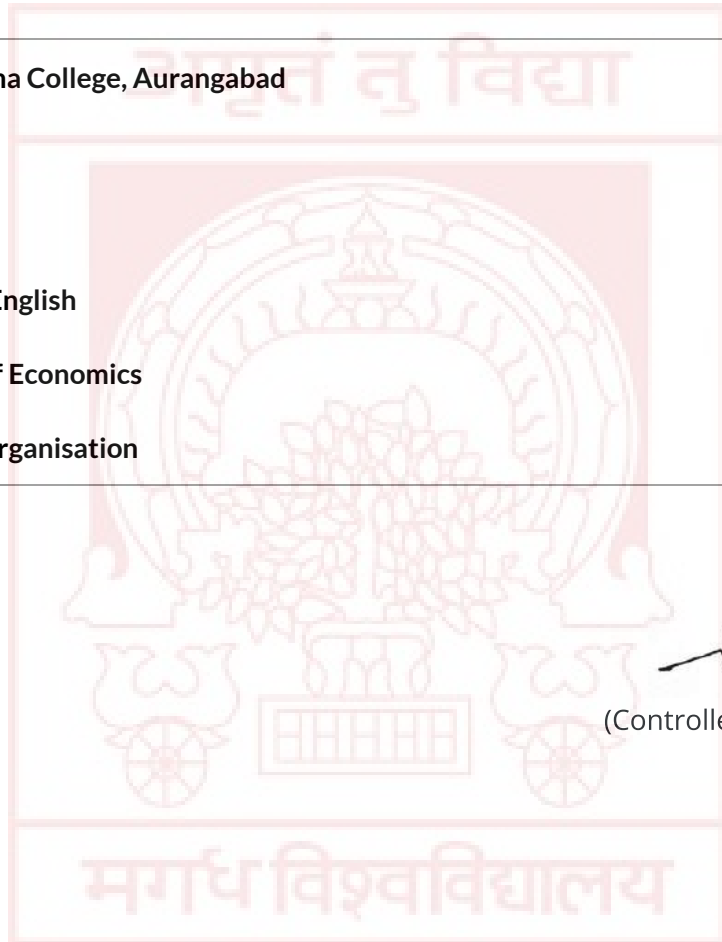 अमृतं तु विद्या
na College, Aurangabad
English
f Economics
rganisation
(Controlle
मगध विश्वविद्यालय